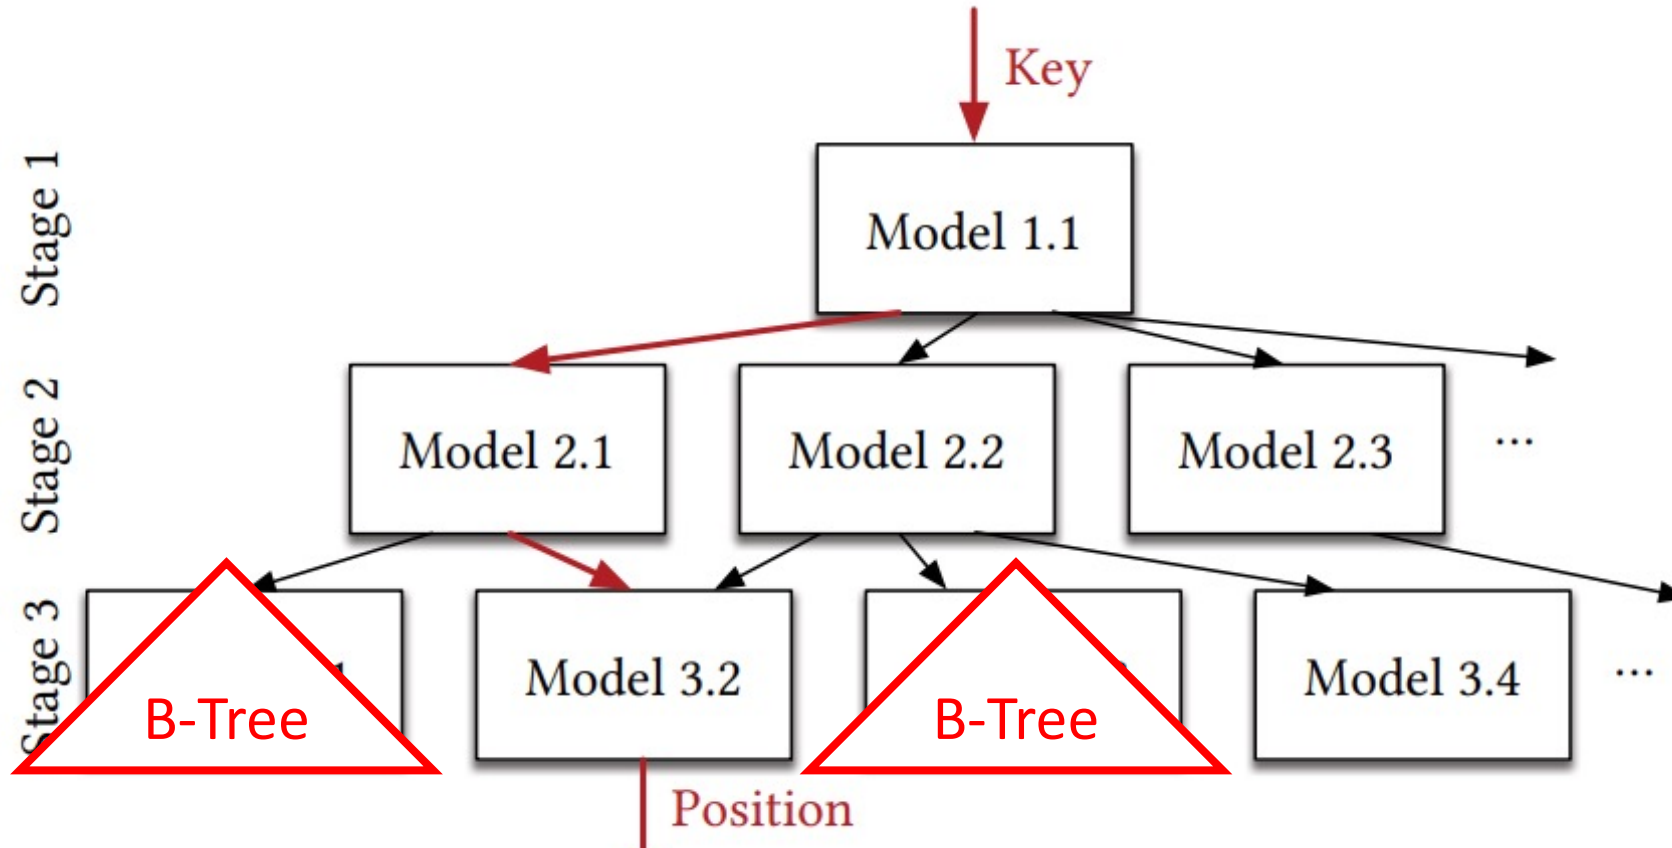 Key
Stage 1
Model 1.1
Stage 2
Model 2.1
Model 2.2
Model 2.3
...
Stage 3
B-Tree
Model 3.2
B-Tree
Model 3.4
...
Position